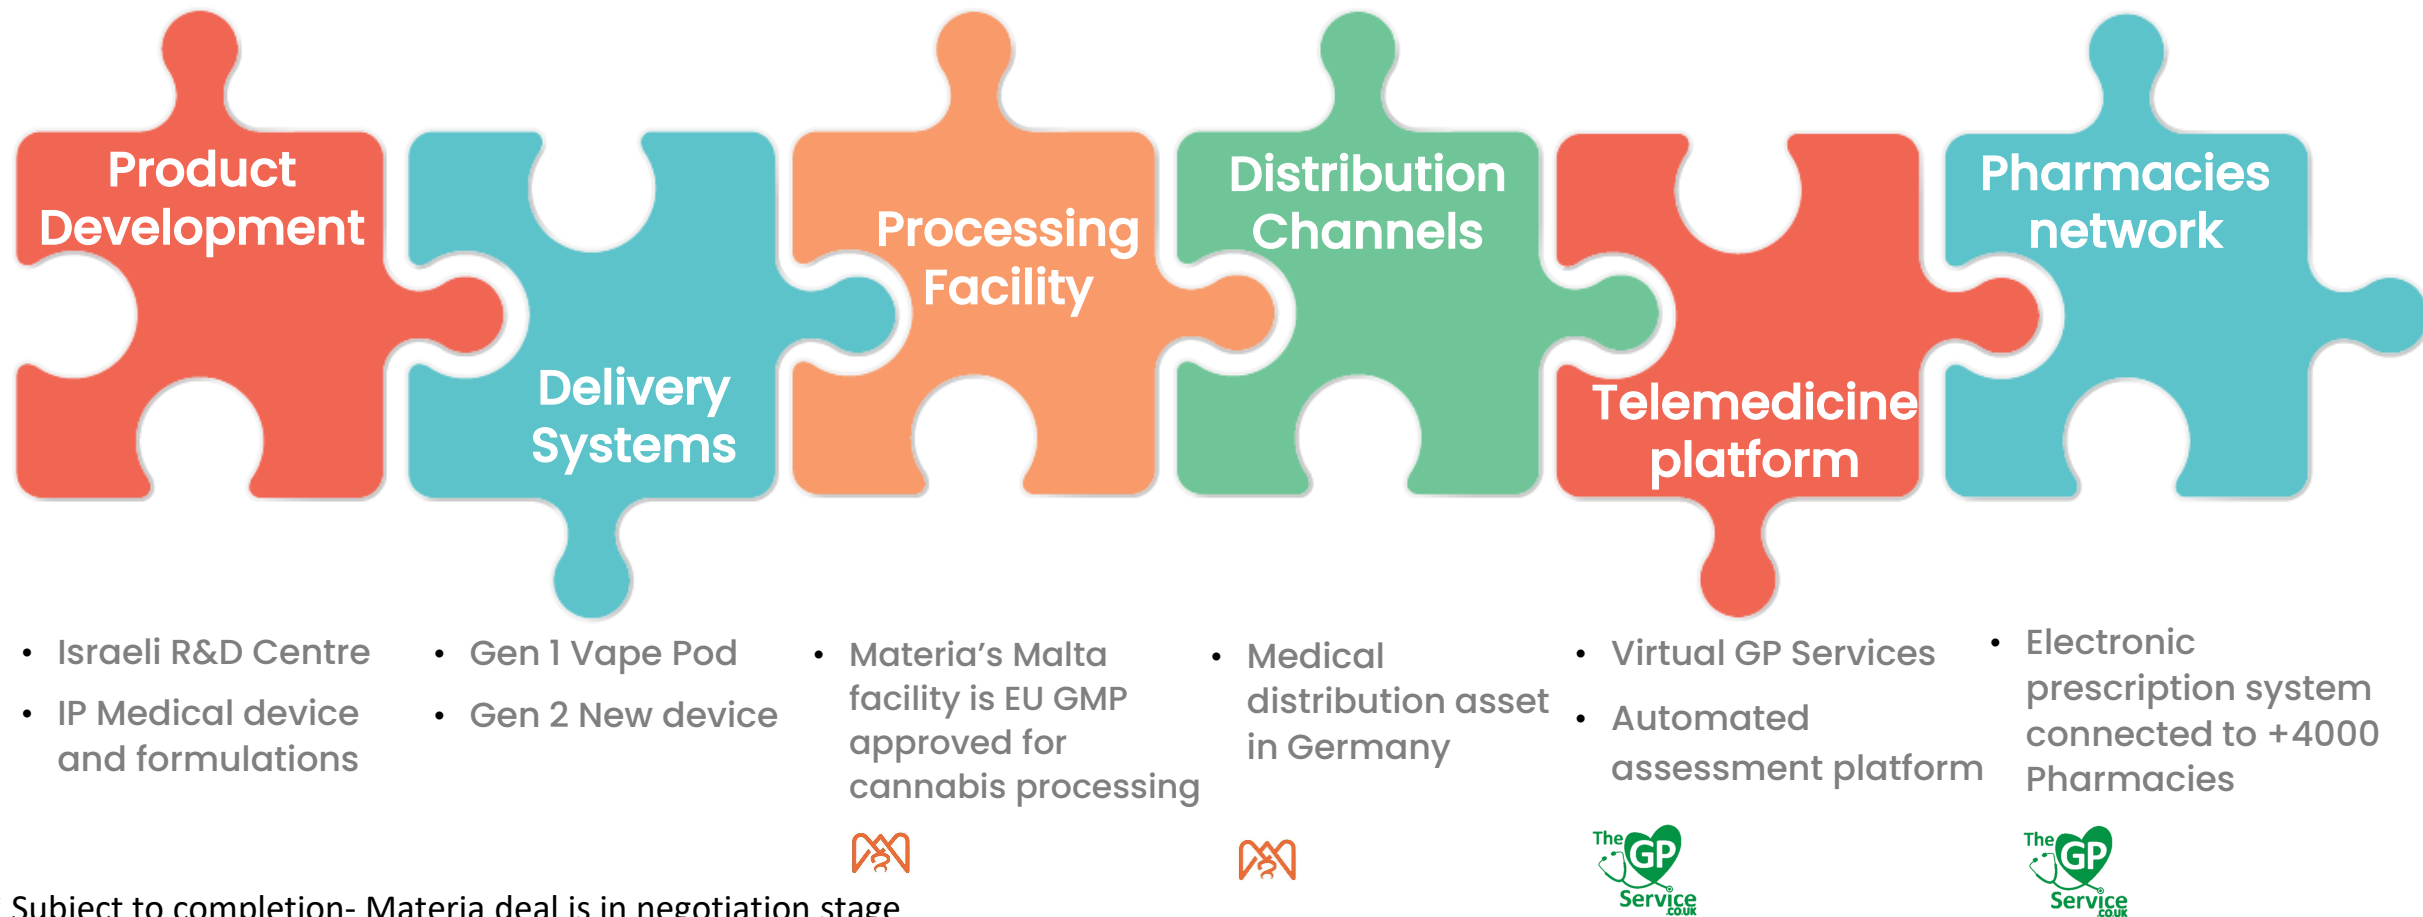 Product
Development
Delivery
Systems
Processing
Facility
Distribution
Channels
Telemedicine
platform
Pharmacies
network
• Israeli R&D Centre
• IP Medical device
and formulations
• Gen 1 Vape Pod
• Gen 2 New device
• Materia's Malta
facility is EU GMP
approved for
cannabis processing
• Medical
distribution asset
in Germany
• Virtual GP Services
• Automated
assessment platform
• Electronic
prescription system
connected to +4000
Pharmacies
The
GP
Service
.CO.UK
The
GP
Service
.CO.UK
Subject to completion- Materia deal is in negotiation stage